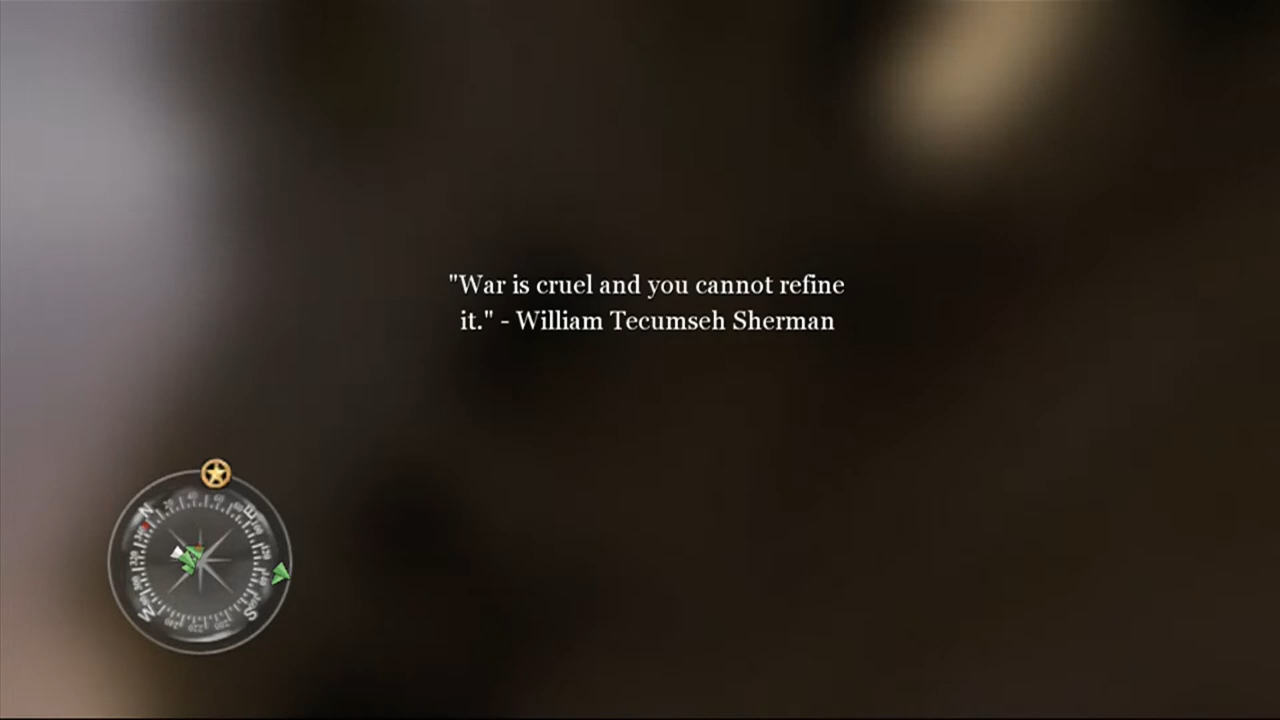 "War is cruel and you cannot refine
it." - William Tecumseh Sherman
N
E
S
W